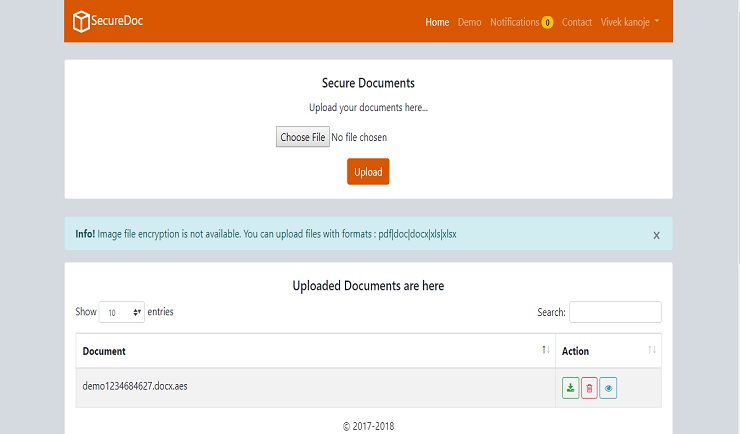 SecureDoc
Home Demo Notifications 0 Contact Vivek kanoje
Secure Documents
Upload your documents here...
Choose File No file chosen
Upload
Info! Image file encryption is not available. You can upload files with formats : pdf|doc|docx|xls|xlsx x
Uploaded Documents are here
Show 10 entries Search:
Document Action
demo1234684627.docx.aes
© 2017-2018